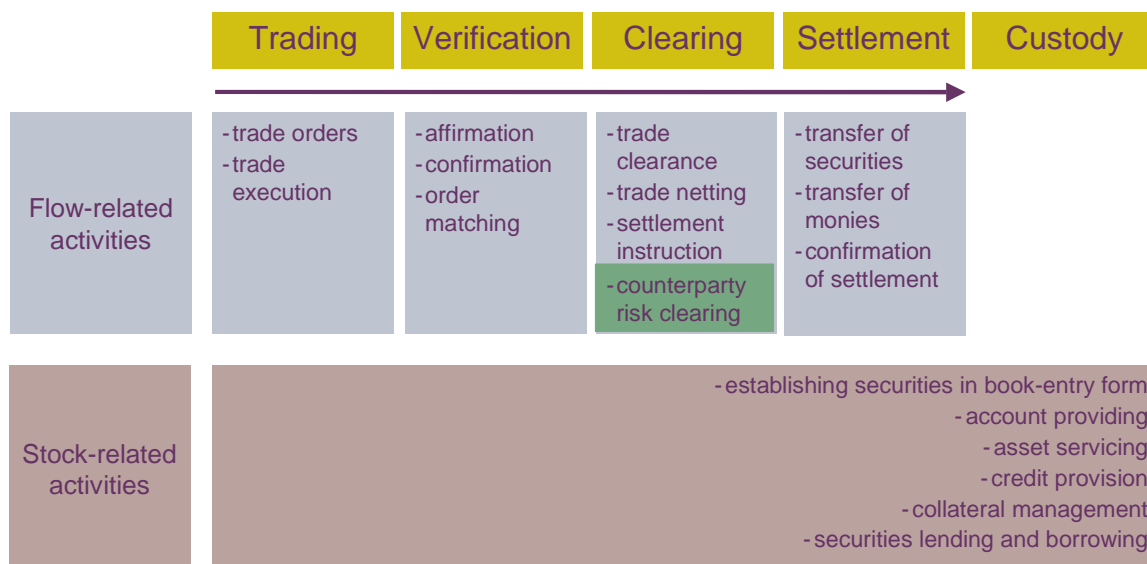 Trading Verification Clearing Settlement Custody
Flow-related
activities
- trade orders
- trade
execution
- affirmation
- confirmation
- order
matching
- trade
clearance
- trade netting
- settlement
instruction
- counterparty
risk clearing
- transfer of
securities
- transfer of
monies
- confirmation
of settlement
Stock-related
activities
- establishing securities in book-entry form
- account providing
- asset servicing
- credit provision
- collateral management
- securities lending and borrowing